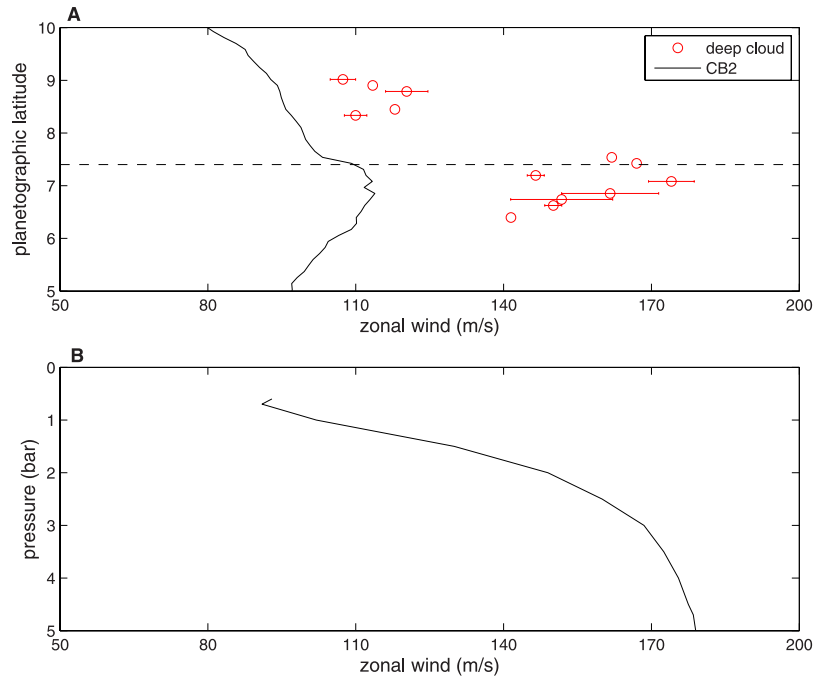 A
10
9
8
7
6
5
planetographic latitude
deep cloud
CB2
50 80 110 140 170 200
zonal wind (m/s)
B
0
1
2
3
4
5
pressure (bar)
50 80 110 140 170 200
zonal wind (m/s)